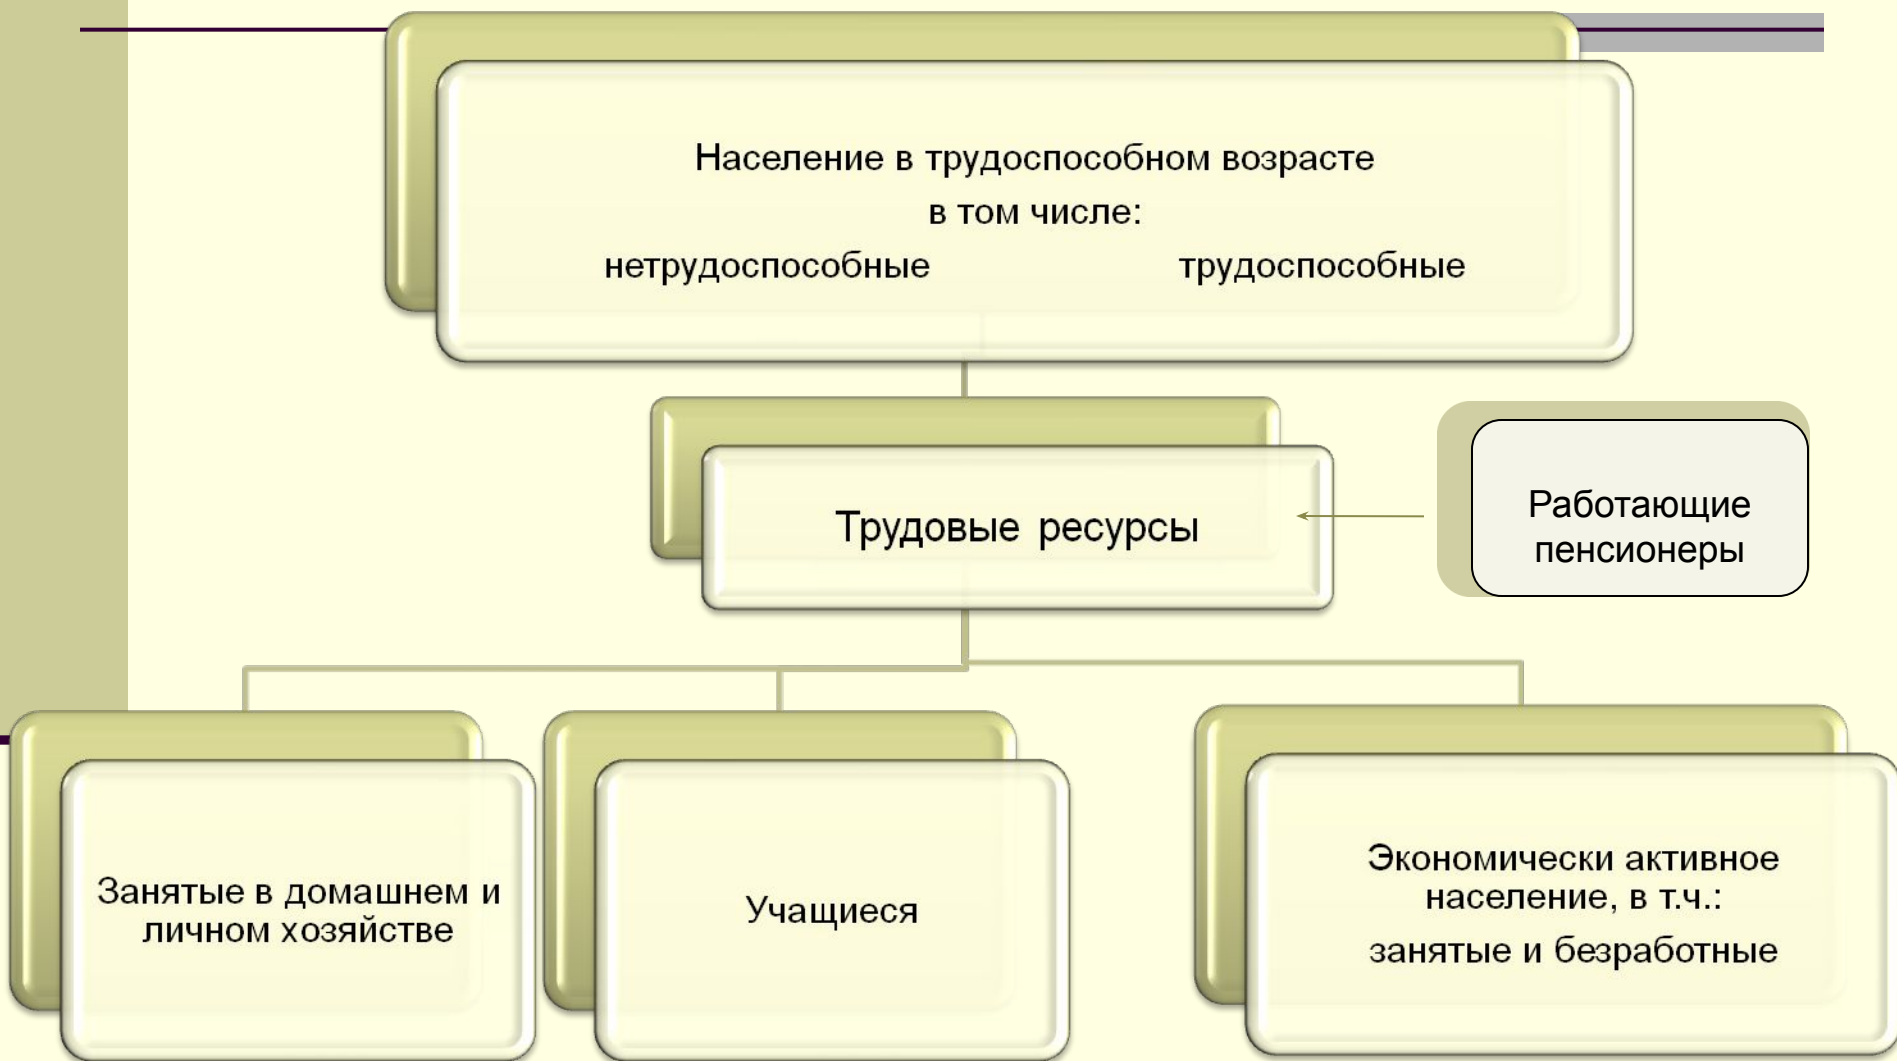 Население в трудоспособном возрасте
в том числе:
нетрудоспособные трудоспособные
Трудовые ресурсы
Работающие
пенсионеры
Занятые в домашнем и
личном хозяйстве
Учащиеся
Экономически активное
население, в т.ч.:
занятые и безработные